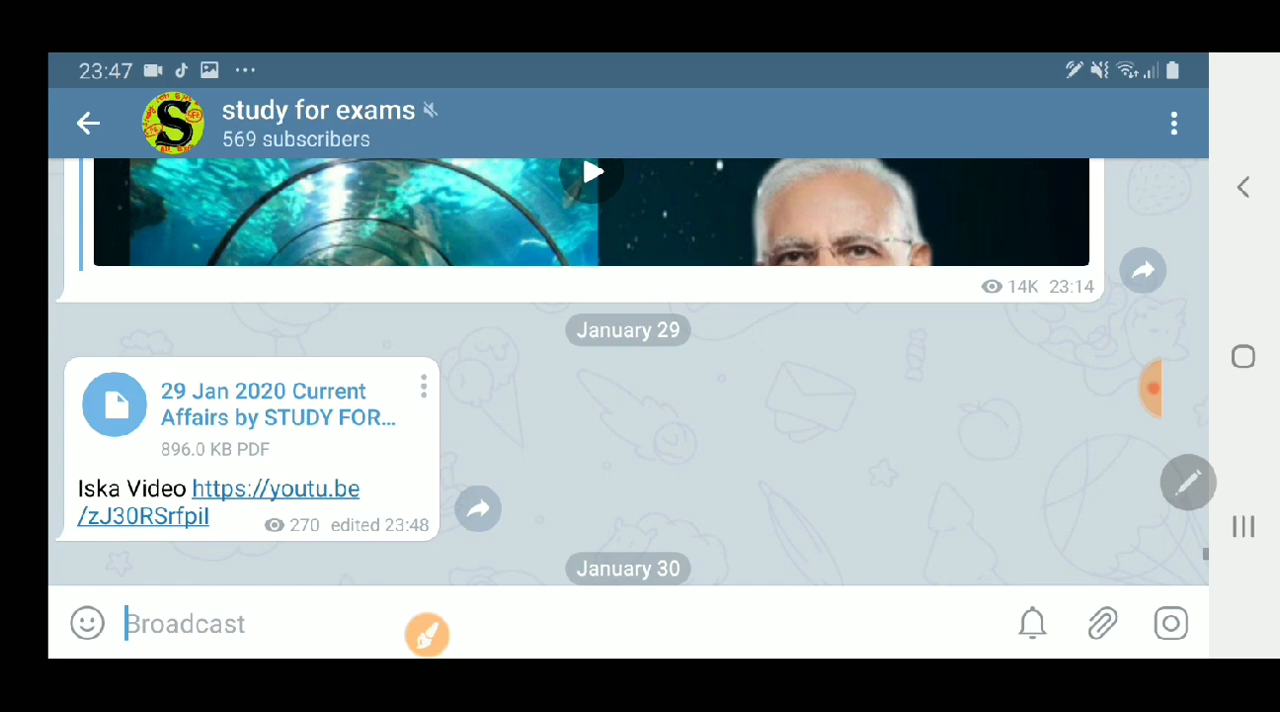 23:47
study for exams
569 subscribers
14K 23:14
January 29
29 Jan 2020 Current
Affairs by STUDY FOR...
896.0 KB PDF
Iska Video https://youtu.be
/zJ30RSrfpiI
270 edited 23:48
January 30
Broadcast